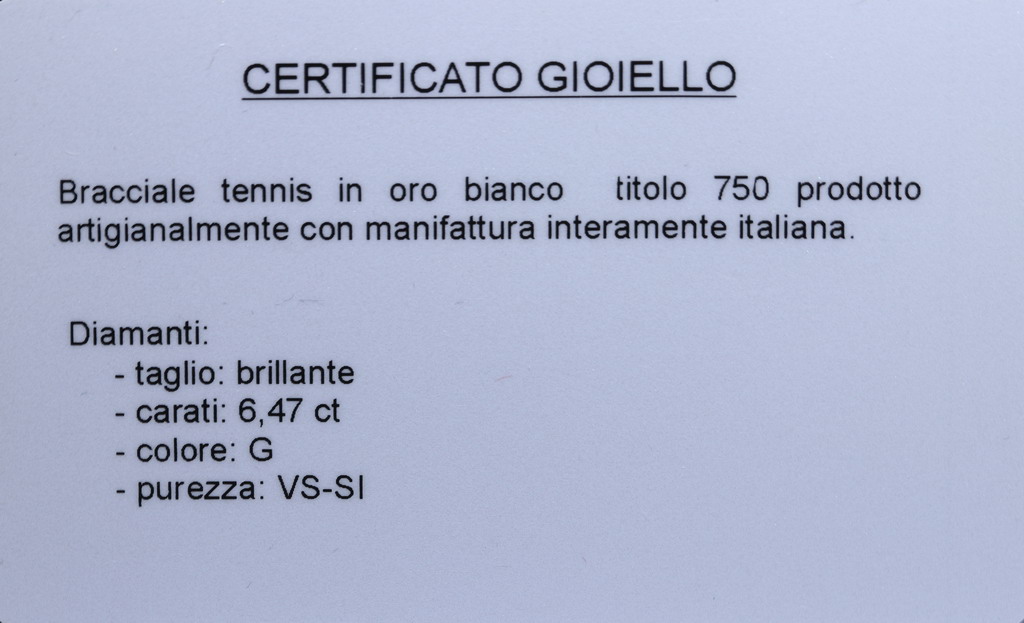 CERTIFICATO GIOIELLO
Bracciale tennis in oro bianco titolo 750 prodotto
artigianalmente con manifattura interamente italiana.
Diamanti:
- taglio: brillante
- carati: 6,47 ct
- colore: G
- purezza: VS-SI